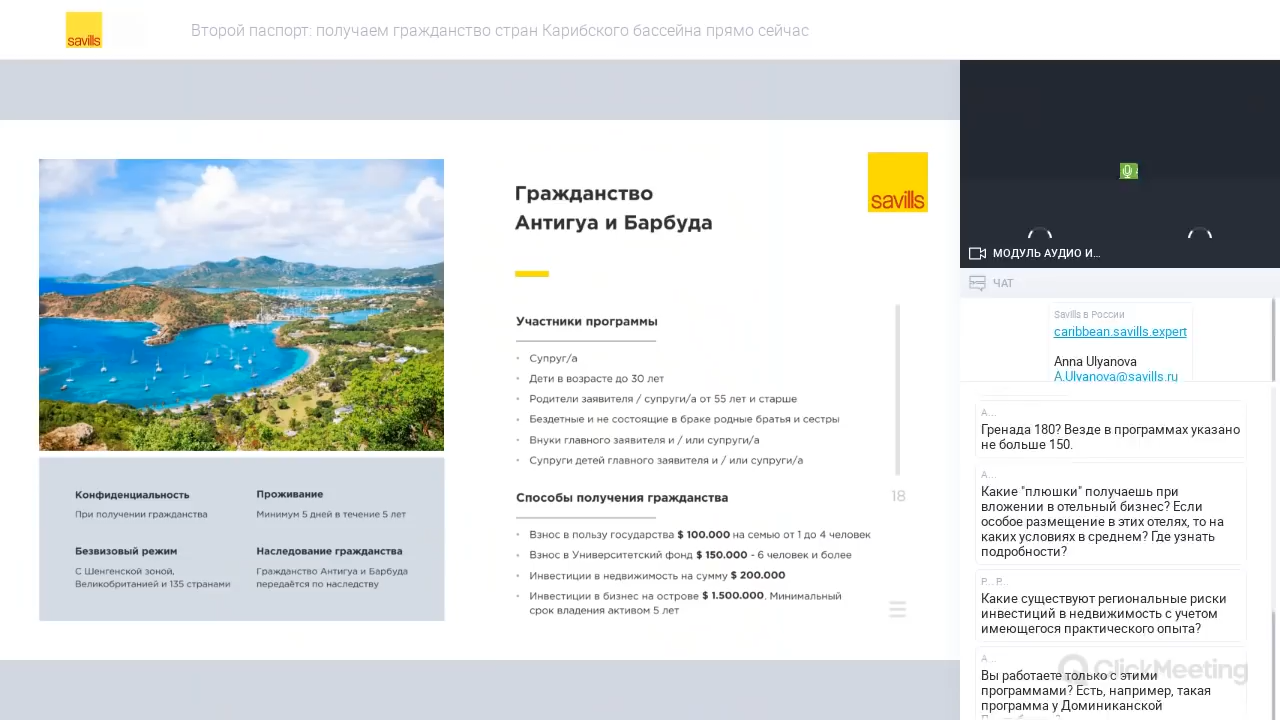 savills
Второй паспорт: получаем гражданство стран Карибского бассейна прямо сейчас
savills
Гражданство
Антигуа и Барбуда
Участники программы
• Супруг/а
• Дети в возрасте до 30 лет
• Родители заявителя / супруги/а от 55 лет и старше
• Бездетные и не состоящие в браке родные братья и сестры
• Внуки главного заявителя и / или супруги/а
• Супруги детей главного заявителя и / или супруги/а
Способы получения гражданства
18
• Взнос в пользу государства $ 100.000 на семью от 1 до 4 человек
• Взнос в Университетский фонд $ 150.000 - 6 человек и более
• Инвестиции в недвижимость на сумму $ 200.000
• Инвестиции в бизнес на острове $ 1.500.000. Минимальный
срок владения активом 5 лет
Конфиденциальность
При получении гражданства
Проживание
Минимум 5 дней в течение 5 лет
Безвизовый режим
С Шенгенской зоной,
Великобританией и 135 странами
Наследование гражданства
Гражданство Антигуа и Барбуда
передаётся по наследству
МОДУЛЬ АУДИО И...
ЧАТ
Savills в России
caribbean.savills.expert
Anna Ulyanova
A.Ulyanova@savills.ru
А...
Гренада 180? Везде в программах указано
не больше 150.
А...
Какие "плюшки" получаешь при
вложении в отельный бизнес? Если
особое размещение в этих отелях, то на
каких условиях в среднем? Где узнать
подробности?
Р... Р...
Какие существуют региональные риски
инвестиций в недвижимость с учетом
имеющегося практического опыта?
А...
Вы работаете только с этими
программами? Есть, например, такая
программа у Доминиканской
ClickMeeting